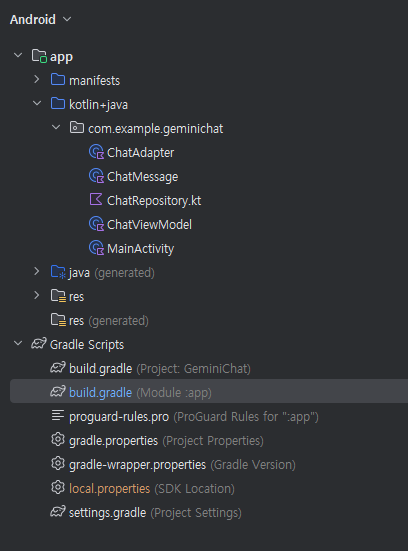 Android
app
manifests
kotlin+java
com.example.geminichat
ChatAdapter
ChatMessage
ChatRepository.kt
ChatViewModel
MainActivity
java (generated)
res
res (generated)
Gradle Scripts
build.gradle (Project: GeminiChat)
build.gradle (Module :app)
proguard-rules.pro (ProGuard Rules for ":app")
gradle.properties (Project Properties)
gradle-wrapper.properties (Gradle Version)
local.properties (SDK Location)
settings.gradle (Project Settings)